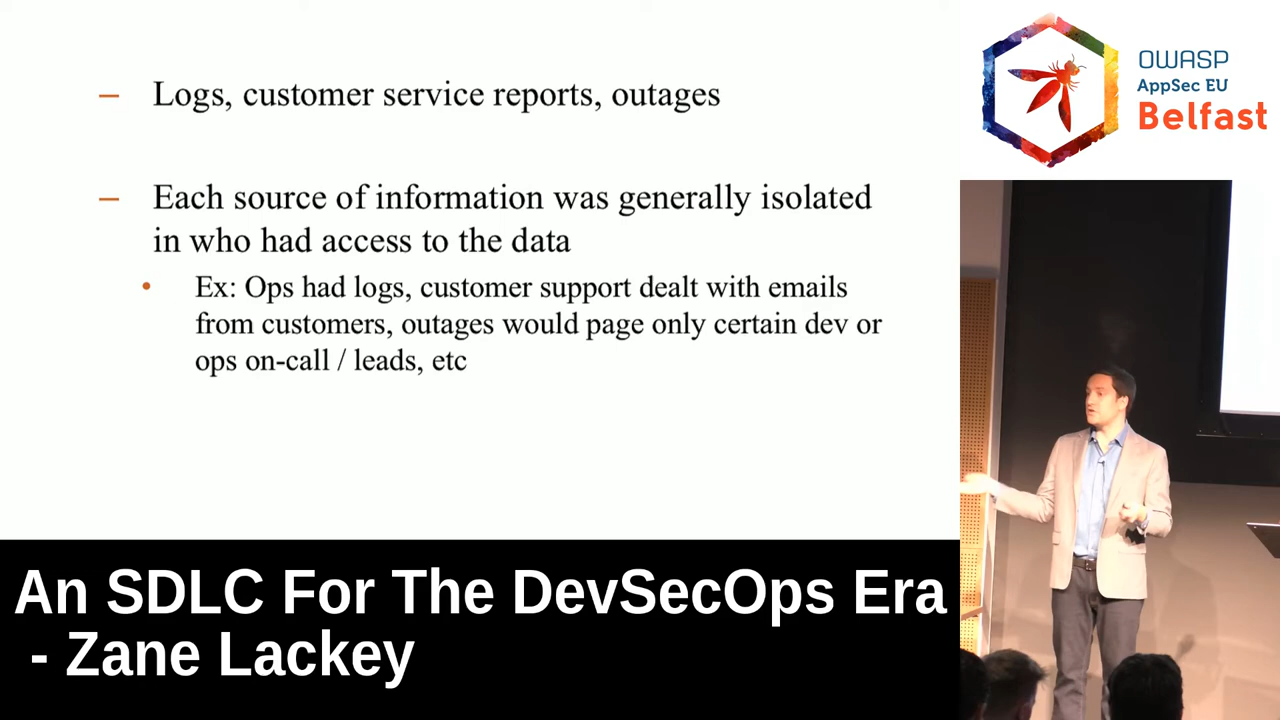 – Logs, customer service reports, outages
– Each source of information was generally isolated
in who had access to the data
• Ex: Ops had logs, customer support dealt with emails
from customers, outages would page only certain dev or
ops on-call / leads, etc
OWASP
AppSec EU
Belfast
An SDLC For The DevSecOps Era
- Zane Lackey